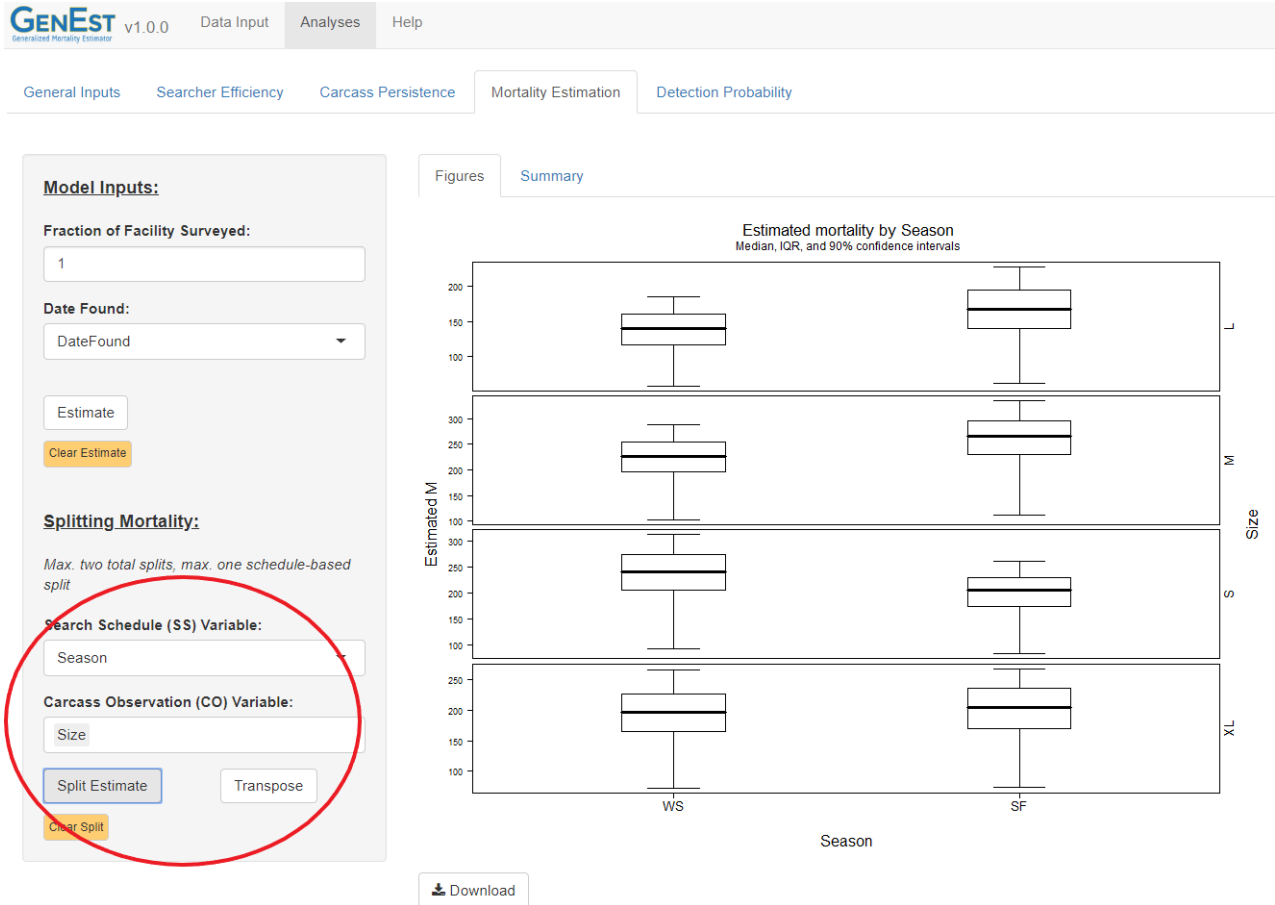 GENEST v1.0.0 Data Input Analyses Help
Generalized Mortality Estimator
General Inputs Searcher Efficiency Carcass Persistence Mortality Estimation Detection Probability
Model Inputs:
Fraction of Facility Surveyed:
1
Date Found:
DateFound
Estimate
Clear Estimate
Splitting Mortality:
Max. two total splits, max. one schedule-based
split
Search Schedule (SS) Variable:
Season
Carcass Observation (CO) Variable:
Size
Split Estimate Transpose
Clear Split
Figures Summary
Estimated mortality by Season
Median, IQR, and 90% confidence intervals
Estimated M
200
150
100
L
300
250
200
150
100
M
300
250
200
150
100
S
250
200
150
100
XL
Size
WS SF
Season
Download